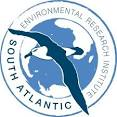 ENVIRONMENTAL RESEARCH INSTITUTE
SOUTH ATLANTIC